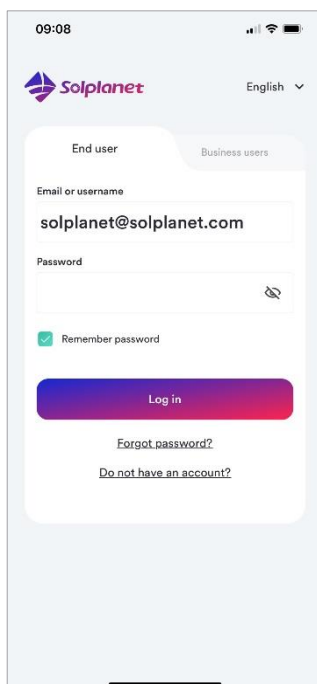 09:08
Solplanet
English
End user
Business users
Email or username
solplanet@solplanet.com
Password
Remember password
Log in
Forgot password?
Do not have an account?